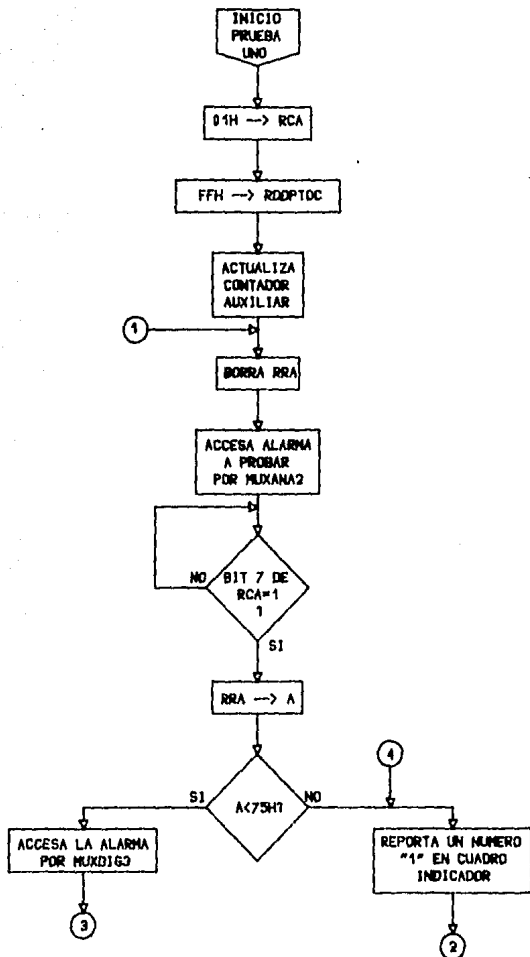 INICIO
PRUEBA
UNO
01H --> RCA
FFH --> RDDPTOC
ACTUALIZA
CONTADOR
AUXILIAR
1
BORRA RRA
ACCESA ALARMA
A PROBAR
POR MUXANA2
NO
BIT 7 DE
RCA=1
?
SI
RRA --> A
4
SI
A<75H?
NO
ACCESA LA ALARMA
POR MUXDIG3
REPORTA UN NUMERO
"1" EN CUADRO
INDICADOR
3
2